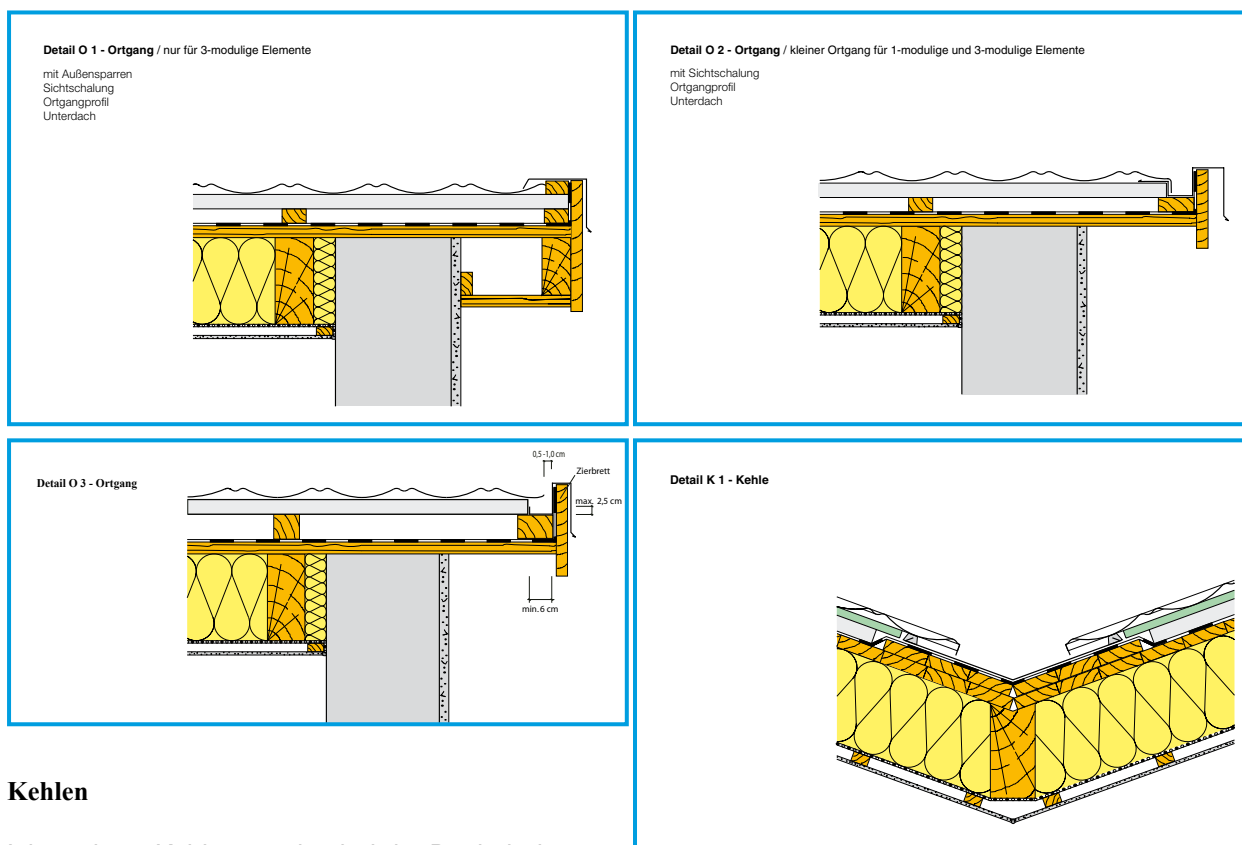 Detail O 1 - Ortgang / nur für 3-modulige Elemente
mit Außensparren
Sichtschalung
Ortgangprofil
Unterdach
Detail O 2 - Ortgang / kleiner Ortgang für 1-modulige und 3-modulige Elemente
mit Sichtschalung
Ortgangprofil
Unterdach
Detail O 3 - Ortgang
0,5 -1,0 cm
Zierbrett
max. 2,5 cm
min. 6 cm
Detail K 1 - Kehle
Kehlen